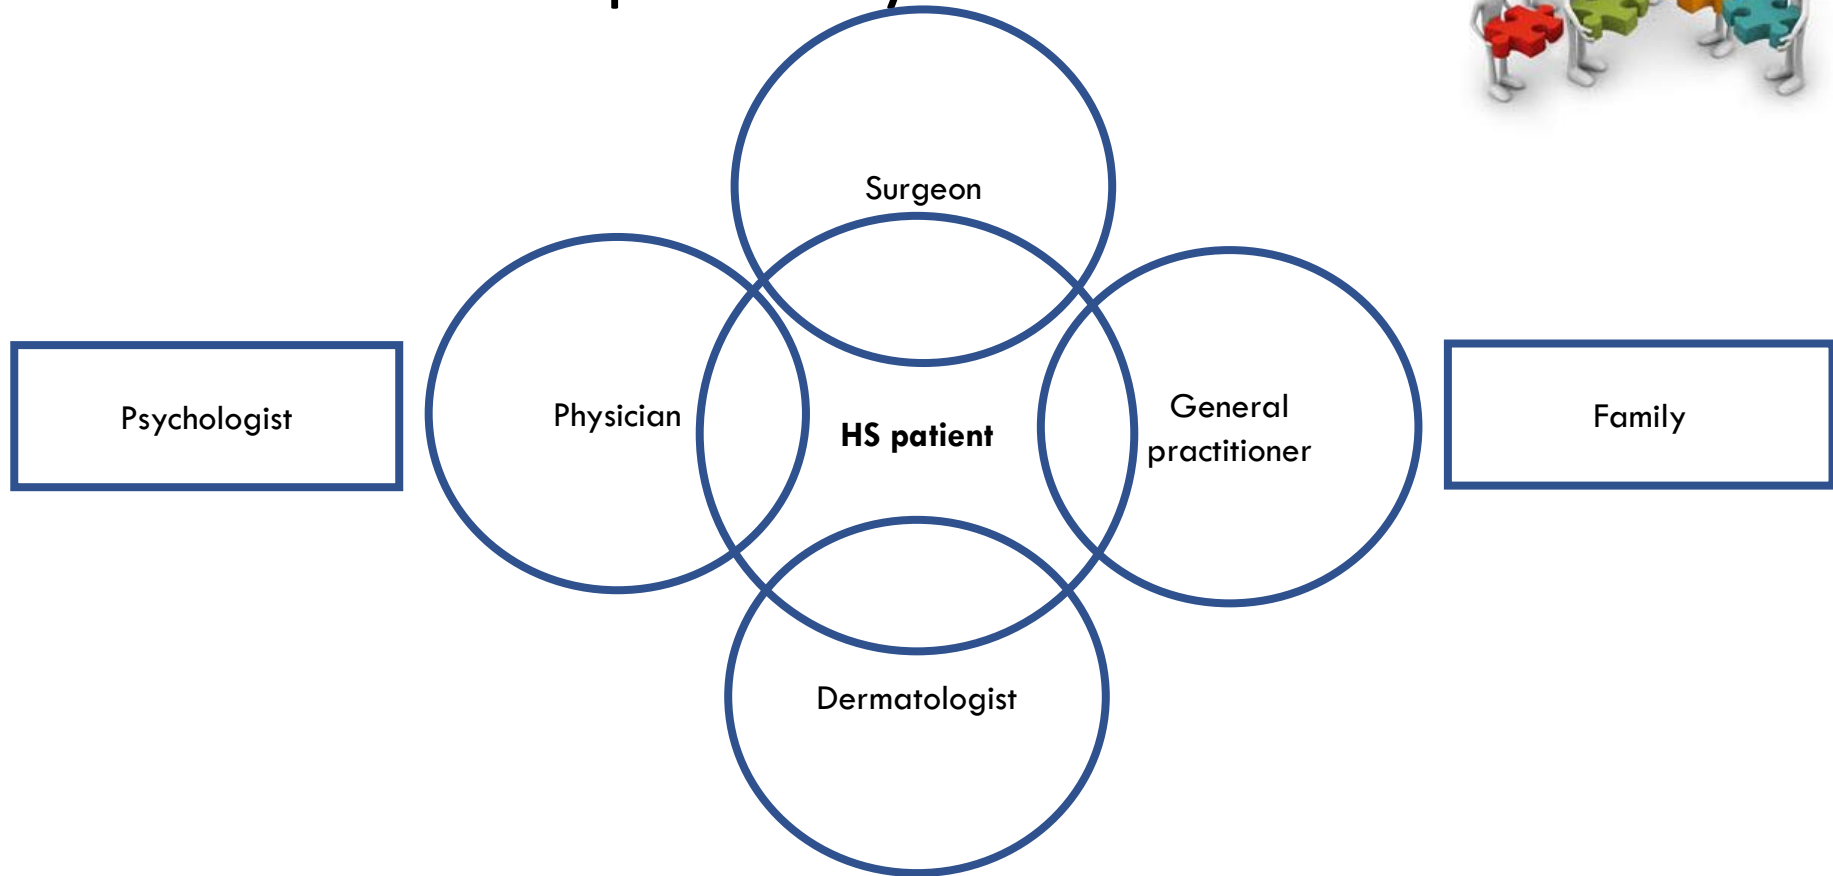 Surgeon
Psychologist
Physician
HS patient
General
practitioner
Family
Dermatologist